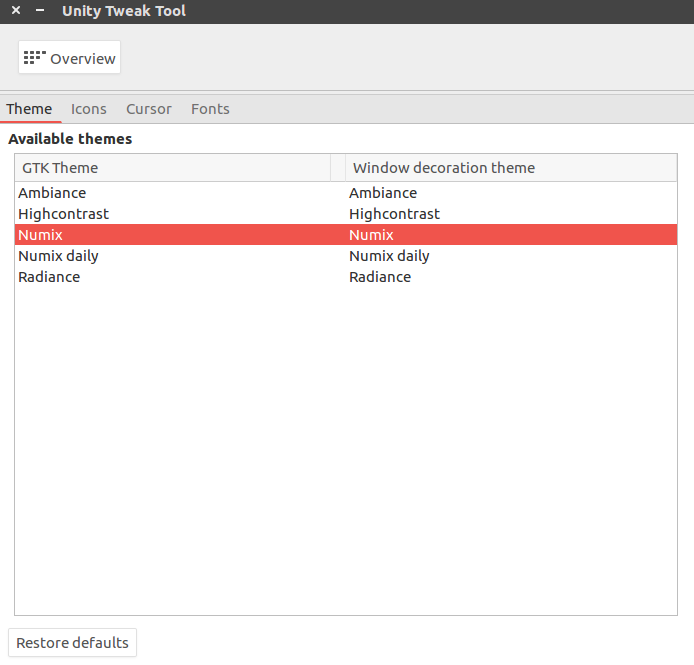 Unity Tweak Tool
Overview
Theme Icons Cursor Fonts
Available themes
GTK Theme Window decoration theme
Ambiance Ambiance
Highcontrast Highcontrast
Numix Numix
Numix daily Numix daily
Radiance Radiance
Restore defaults